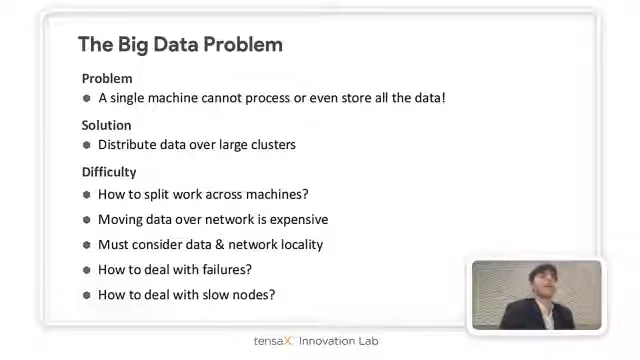 The Big Data Problem
Problem
A single machine cannot process or even store all the data!
Solution
Distribute data over large clusters
Difficulty
How to split work across machines?
Moving data over network is expensive
Must consider data & network locality
How to deal with failures?
How to deal with slow nodes?
tensaX Innovation Lab